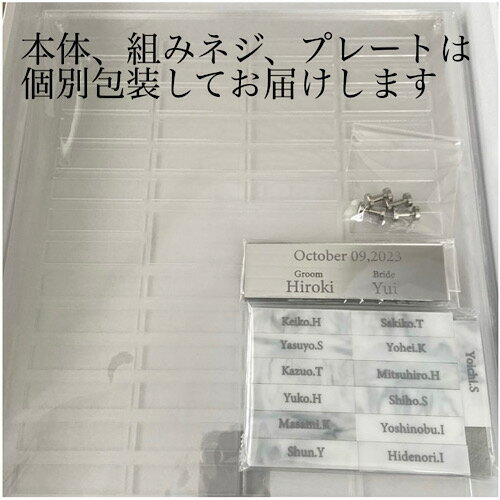 本体、組みネジ、プレートは
個別包装してお届けします
October 09,2023
Groom Bride
Hiroki Yui
Keiko.H Sakiko.T
Yasuyo.S Yohei.K
Kazuo.T Mitsuhiro.H
Yuko.H Shiho.S
Masami.K Yoshinobu.I
Shun.Y Hidenori.I
Yoichi.S